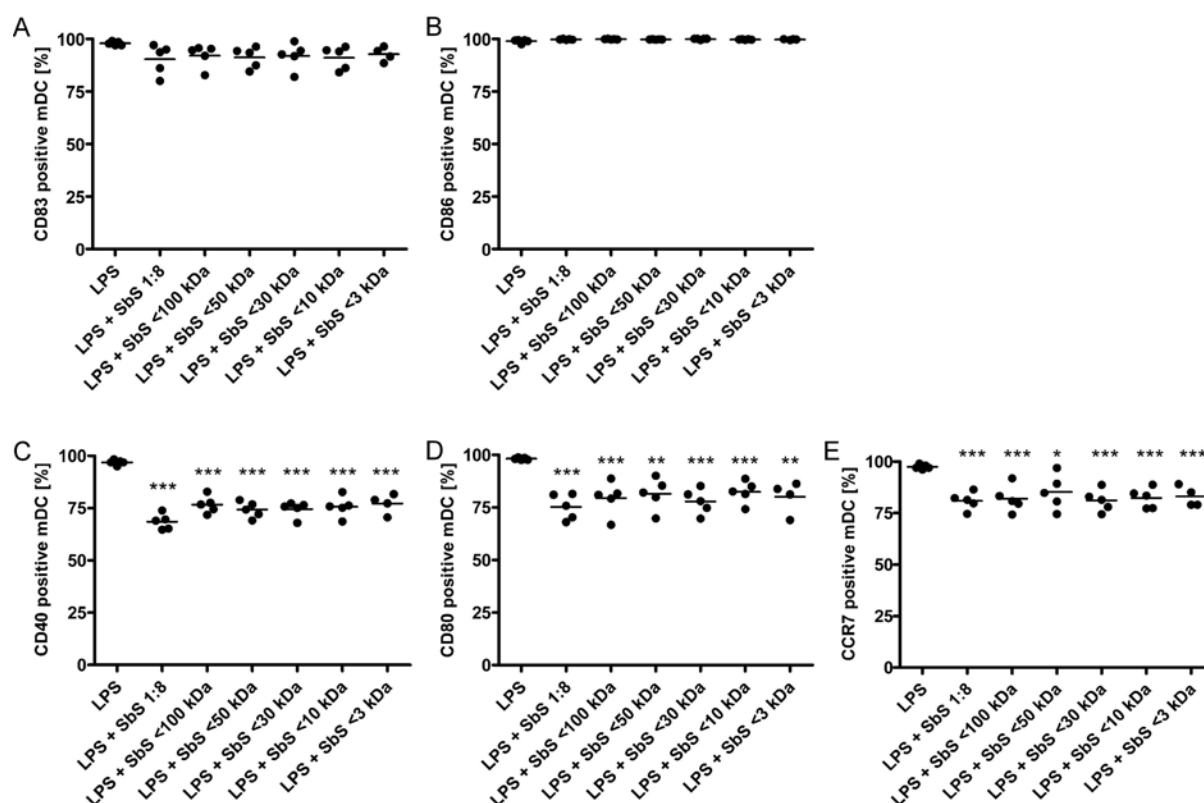 A
CD83 positive mDC [%]
100
75
50
25
0
LPS
LPS + SbS 1:8
LPS + SbS <100 kDa
LPS + SbS <50 kDa
LPS + SbS <30 kDa
LPS + SbS <10 kDa
LPS + SbS <3 kDa
B
CD86 positive mDC [%]
100
75
50
25
0
LPS
LPS + SbS 1:8
LPS + SbS <100 kDa
LPS + SbS <50 kDa
LPS + SbS <30 kDa
LPS + SbS <10 kDa
LPS + SbS <3 kDa
C
CD40 positive mDC [%]
100
75
50
25
0
*** *** *** *** *** ***
LPS
LPS + SbS 1:8
LPS + SbS <100 kDa
LPS + SbS <50 kDa
LPS + SbS <30 kDa
LPS + SbS <10 kDa
LPS + SbS <3 kDa
D
CD80 positive mDC [%]
100
75
50
25
0
*** *** ** *** *** **
LPS
LPS + SbS 1:8
LPS + SbS <100 kDa
LPS + SbS <50 kDa
LPS + SbS <30 kDa
LPS + SbS <10 kDa
LPS + SbS <3 kDa
E
CCR7 positive mDC [%]
100
75
50
25
0
*** *** * *** *** ***
LPS
LPS + SbS 1:8
LPS + SbS <100 kDa
LPS + SbS <50 kDa
LPS + SbS <30 kDa
LPS + SbS <10 kDa
LPS + SbS <3 kDa